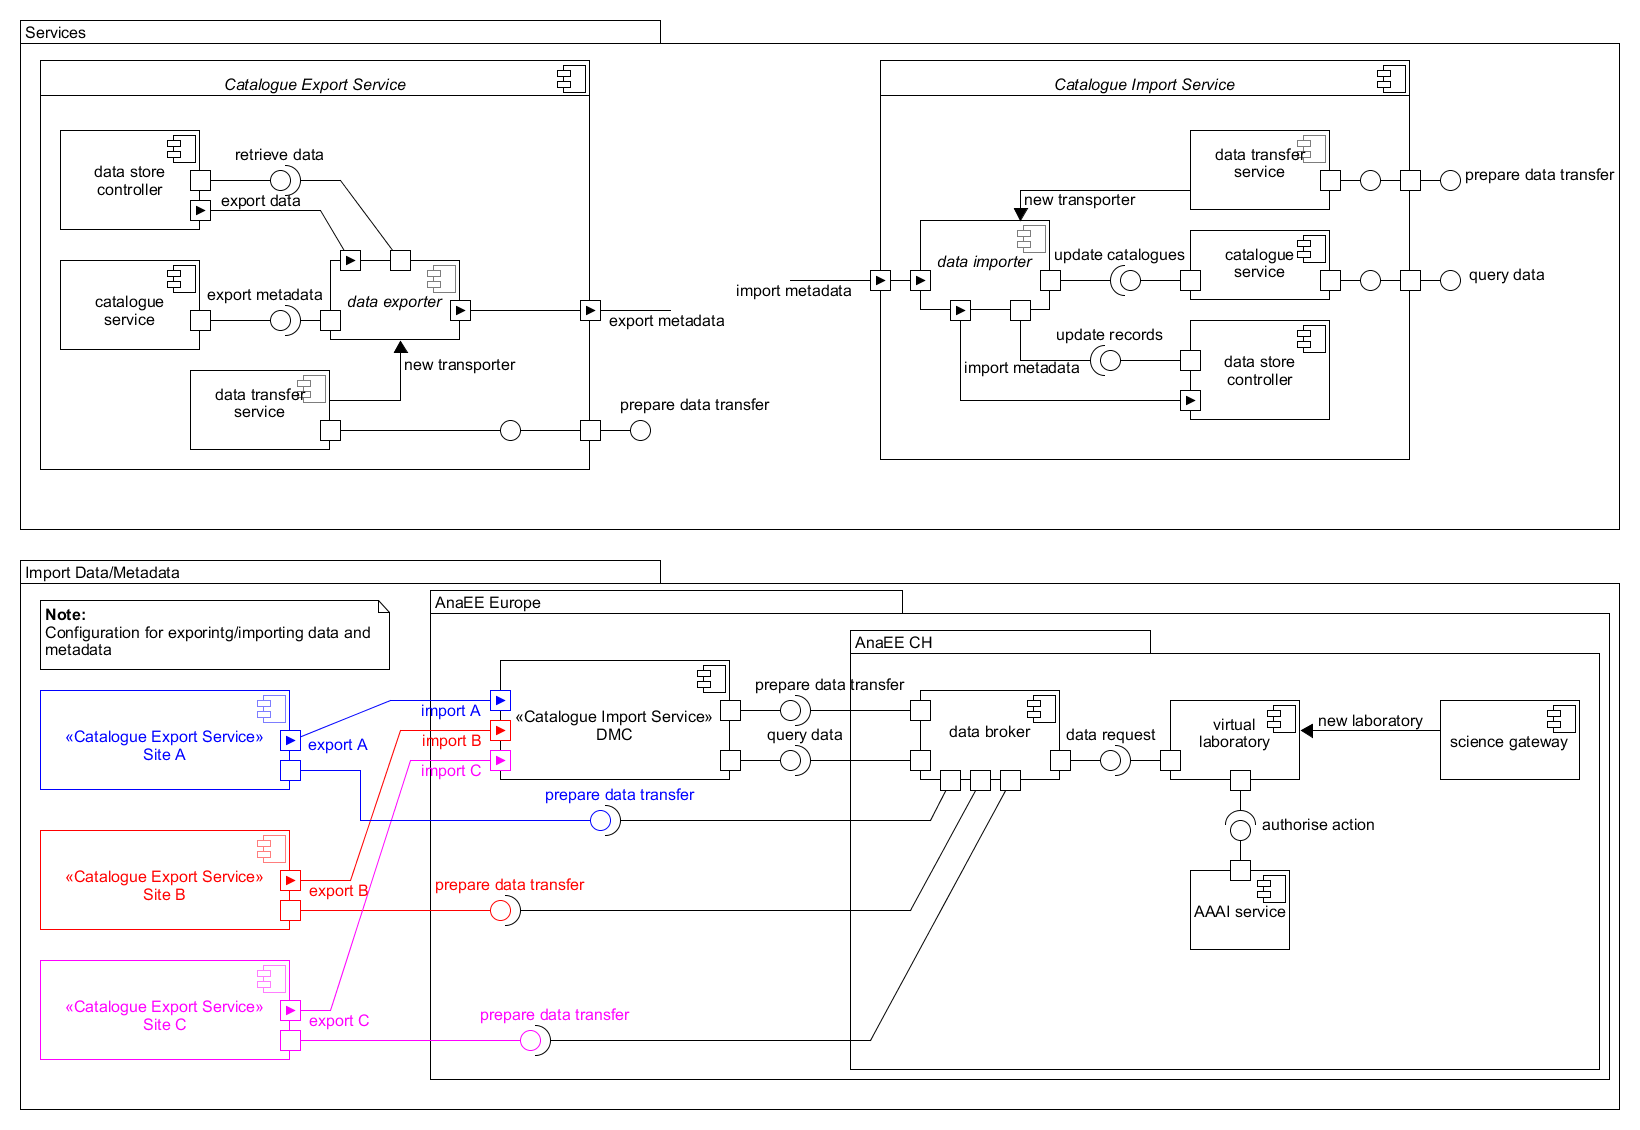 Services
Catalogue Export Service
data store
controller
retrieve data
export data
catalogue
service
export metadata
data exporter
export metadata
new transporter
data transfer
service
prepare data transfer
Catalogue Import Service
data transfer
service
prepare data transfer
new transporter
data importer
update catalogues
catalogue
service
query data
import metadata
update records
import metadata
data store
controller
Import Data/Metadata
Note:
Configuration for exporintg/importing data and
metadata
AnaEE Europe
AnaEE CH
«Catalogue Export Service»
Site A
export A
import A
import B
import C
«Catalogue Import Service»
DMC
prepare data transfer
query data
data broker
data request
virtual
laboratory
new laboratory
science gateway
prepare data transfer
authorise action
AAAI service
«Catalogue Export Service»
Site B
export B
prepare data transfer
«Catalogue Export Service»
Site C
export C
prepare data transfer